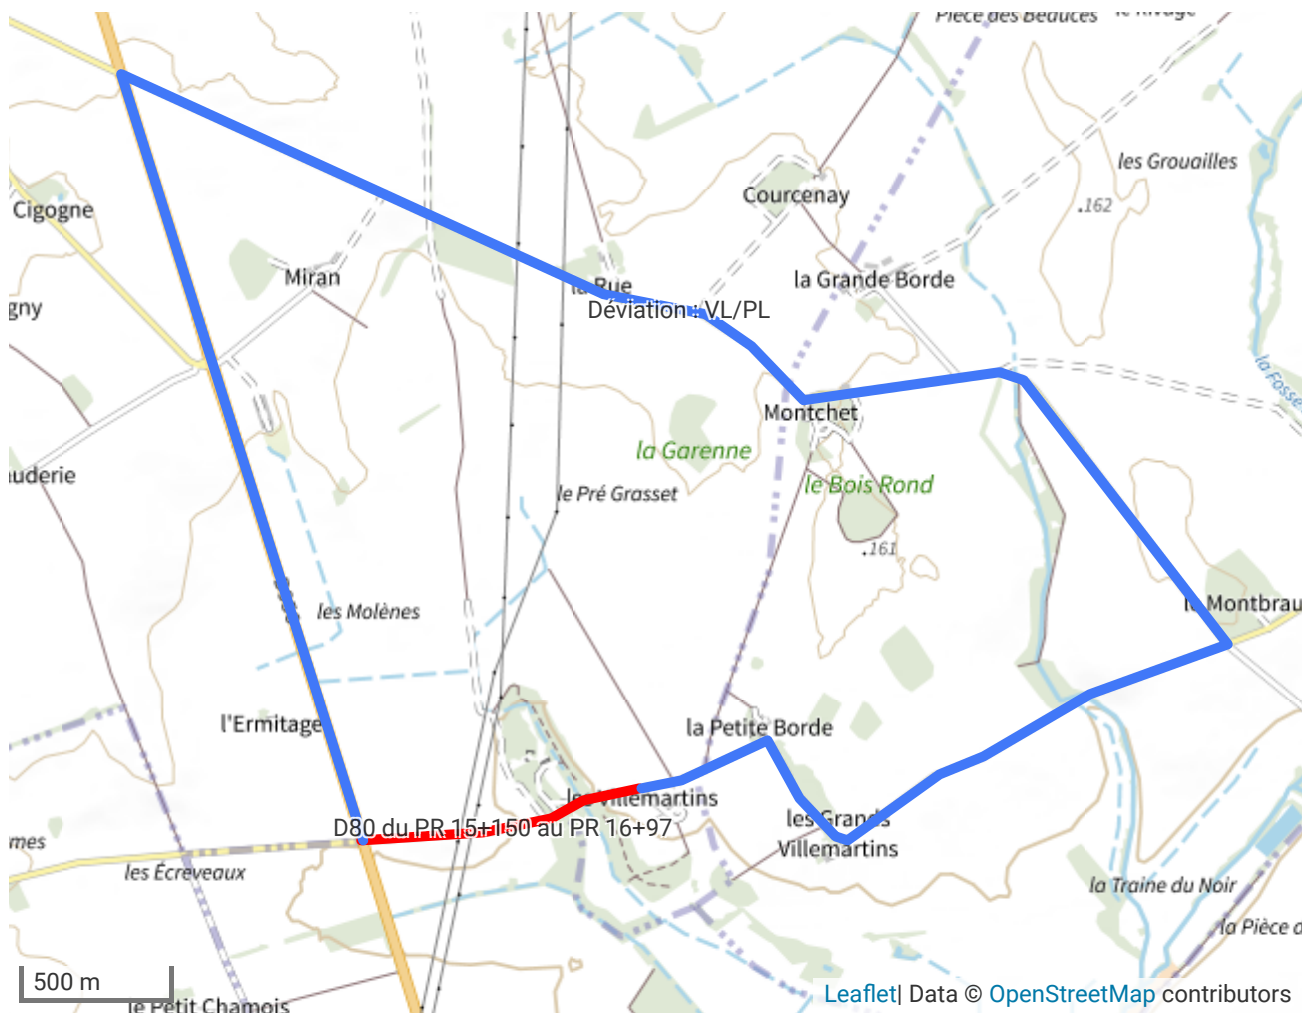 Pièce des Beauces
le Rivage
les Grouailles
.162
Cigogne
Courcenay
Miran
la Grande Borde
gny
la Rue
Déviation : VL/PL
la Fosse
Montchet
la Garenne
uderie
le Pré Grasset
le Bois Rond
.161
les Molènes
Montbrau
l'Ermitage
la Petite Borde
les Villemartins
les Grands
Villemartins
D80 du PR 15+150 au PR 16+97
mes
les Écreveaux
la Traine du Noir
la Pièce d
500 m
le Petit Chamois
Leaflet| Data © OpenStreetMap contributors